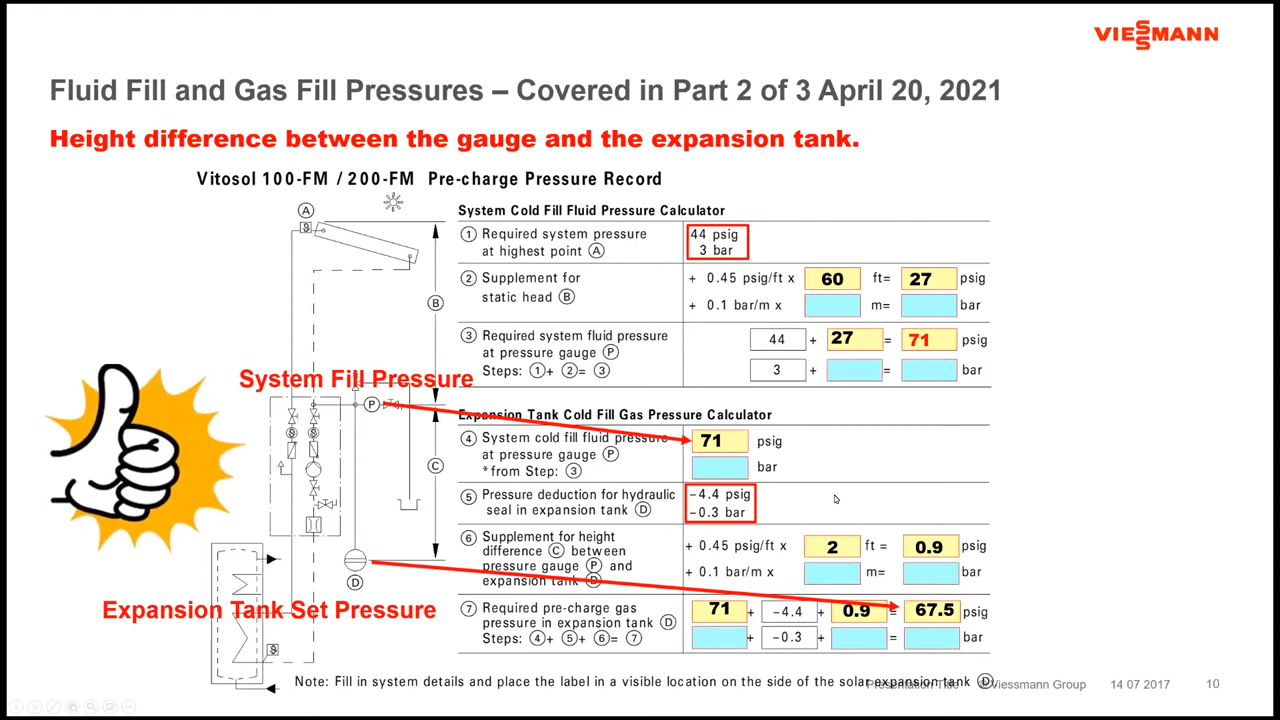 VIESSMANN
Fluid Fill and Gas Fill Pressures – Covered in Part 2 of 3 April 20, 2021
Height difference between the gauge and the expansion tank.
Vitosol 100-FM / 200-FM Pre-charge Pressure Record
A
System Cold Fill Fluid Pressure Calculator
① Required system pressure
at highest point Ⓐ
44 psig
3 bar
② Supplement for
static head Ⓑ
+ 0.45 psig/ft x 60 ft= 27 psig
+ 0.1 bar/m x m= bar
B
③ Required system fluid pressure
at pressure gauge Ⓟ
Steps: ①+ ②= ③
44 + 27 = 71 psig
3 + = bar
System Fill Pressure
P
Expansion Tank Cold Fill Gas Pressure Calculator
④ System cold fill fluid pressure
at pressure gauge Ⓟ
*from Step: ③
71 psig
bar
C
⑤ Pressure deduction for hydraulic
seal in expansion tank Ⓓ
–4.4 psig
–0.3 bar
⑥ Supplement for height
difference Ⓒ between
pressure gauge Ⓟ and
expansion tank Ⓓ
+ 0.45 psig/ft x 2 ft = 0.9 psig
+ 0.1 bar/m x m= bar
D
Expansion Tank Set Pressure
⑦ Required pre-charge gas
pressure in expansion tank Ⓓ
Steps: ④+ ⑤+ ⑥= ⑦
71 + –4.4 + 0.9 = 67.5 psig
+ –0.3 + = bar
Note: Fill in system details and place the label in a visible location on the side of the solar expansion tank Ⓓ.
Presentation Title © Viessmann Group 14 07 2017 10